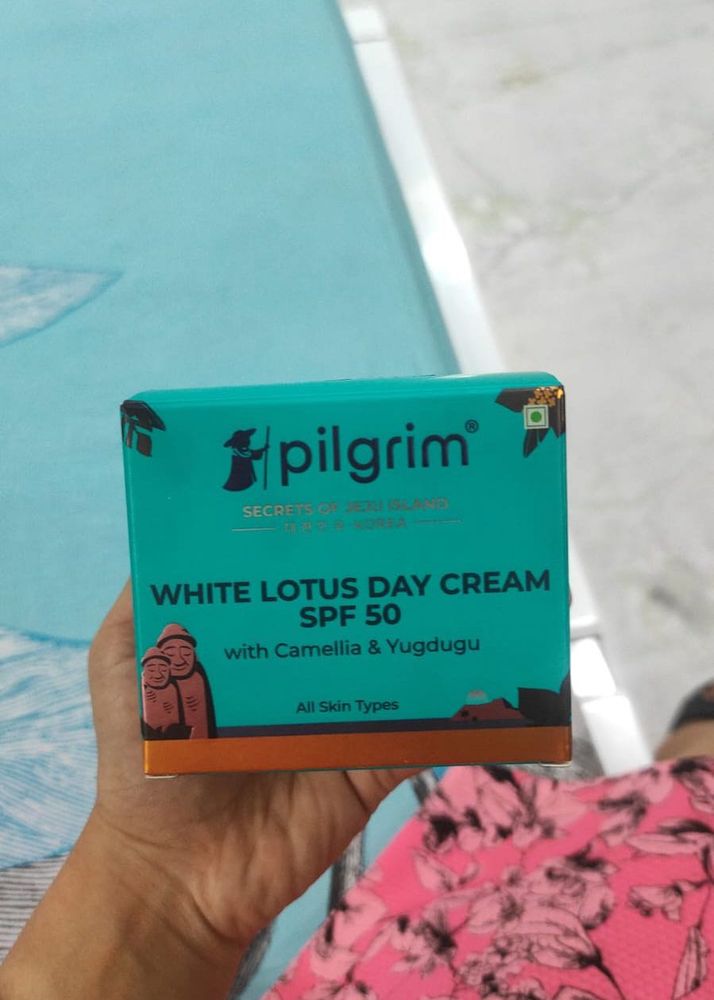 pilgrim®
SECRETS OF JEJU ISLAND
KOREA
WHITE LOTUS DAY CREAM
SPF 50
with Camellia & Yugdugu
All Skin Types